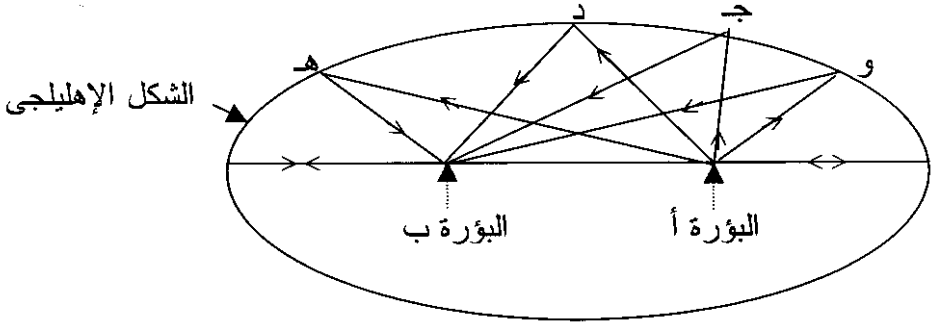 د
جـ
هـ
و
الشكل الإهليلجى
البؤرة أ
البؤرة ب